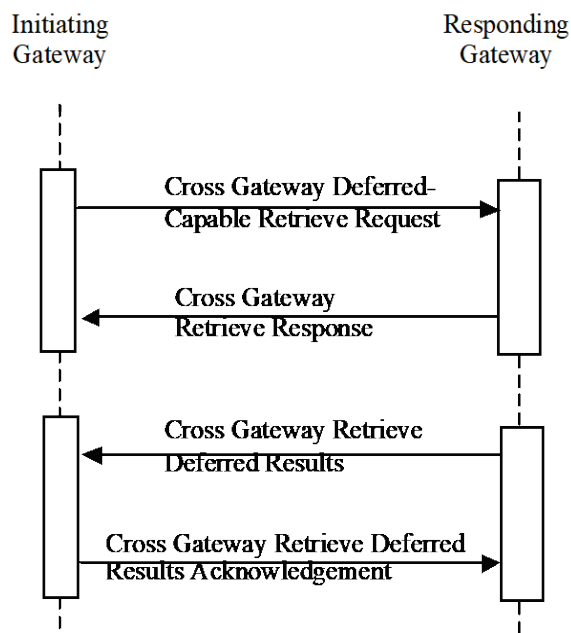 Initiating
Gateway
Responding
Gateway
Cross Gateway Deferred-
Capable Retrieve Request
Cross Gateway
Retrieve Response
Cross Gateway Retrieve
Deferred Results
Cross Gateway Retrieve Deferred
Results Acknowledgement